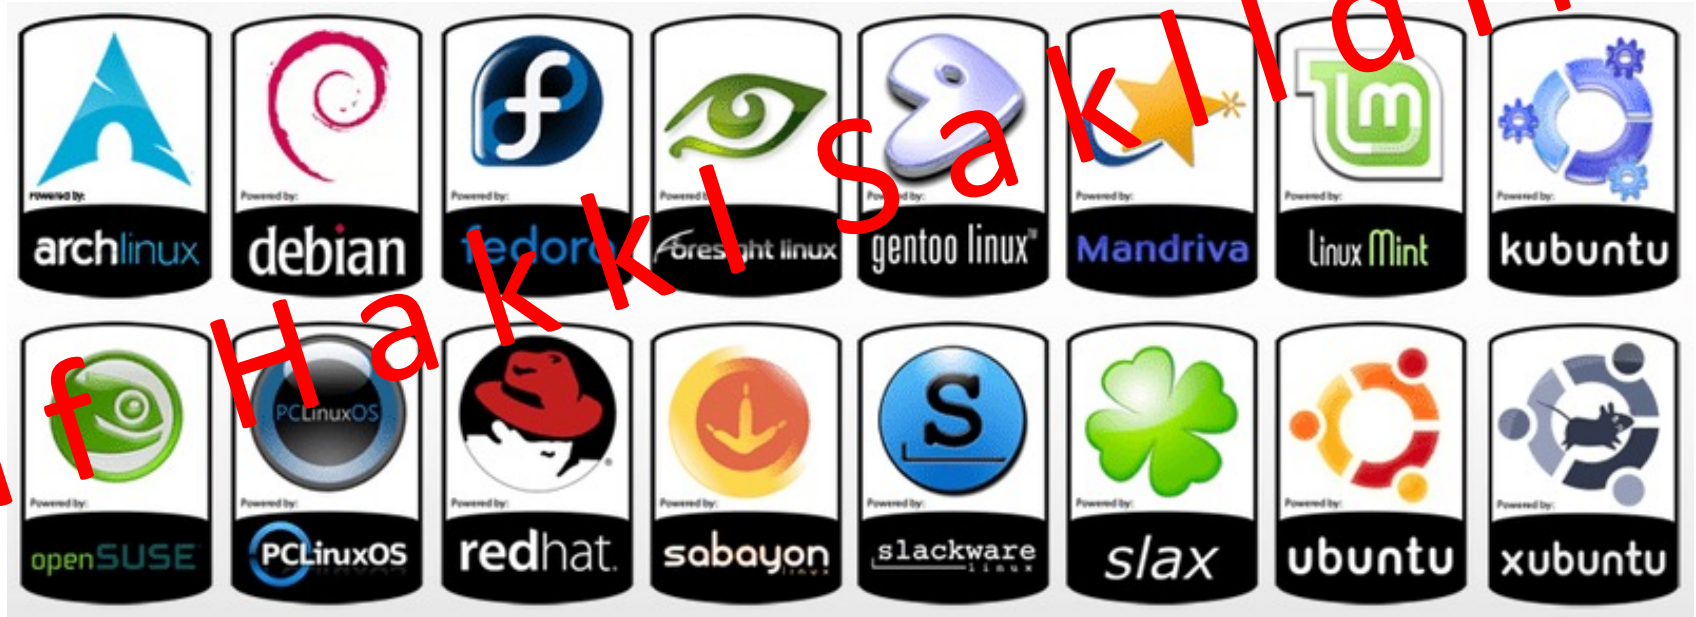 Powered by: Powered by: Powered by: Powered by: Powered by: Powered by: Powered by: Powered by:
archlinux debian fedora Foresight linux gentoo linux™ Mandriva Linux Mint kubuntu
Hakkı Saklıdır
PCLinuxOS
S
Powered by: Powered by: Powered by: Powered by: Powered by: Powered by: Powered by: Powered by:
openSUSE PCLinuxOS redhat. sabayon linux slackware linux slax ubuntu xubuntu